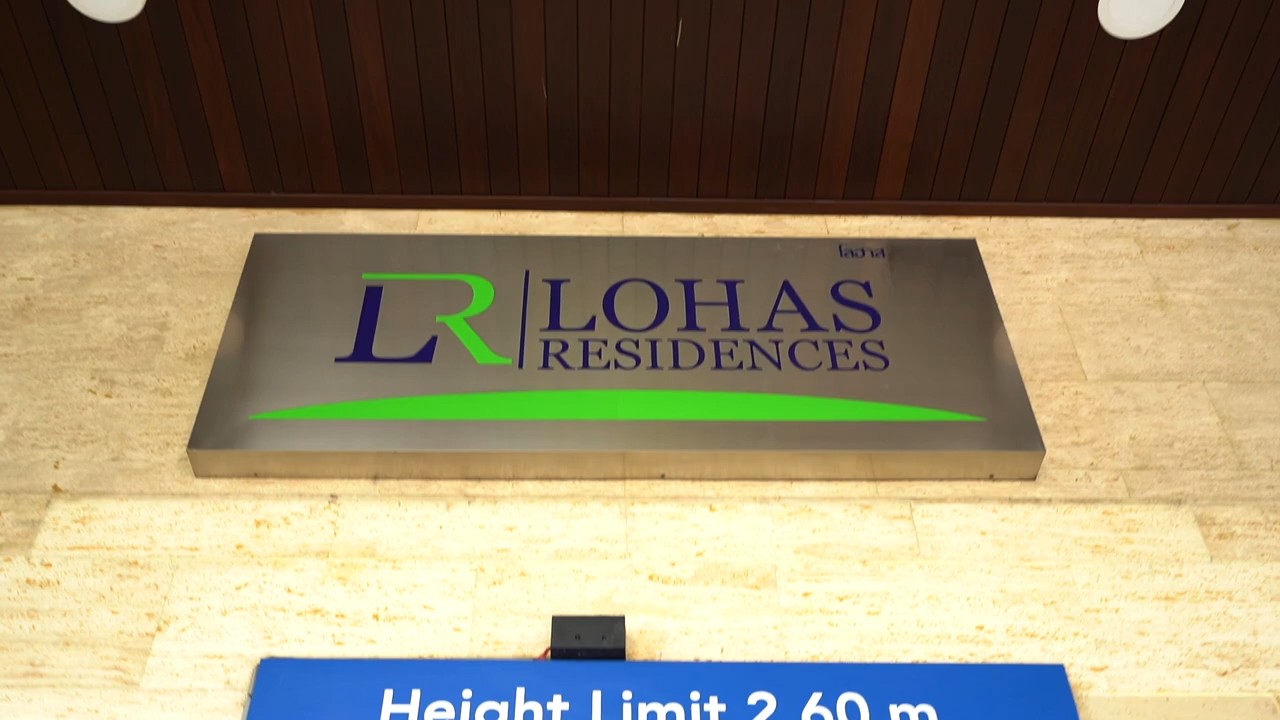 โลฮาส
LR LOHAS
RESIDENCES
Height Limit 2.60 m